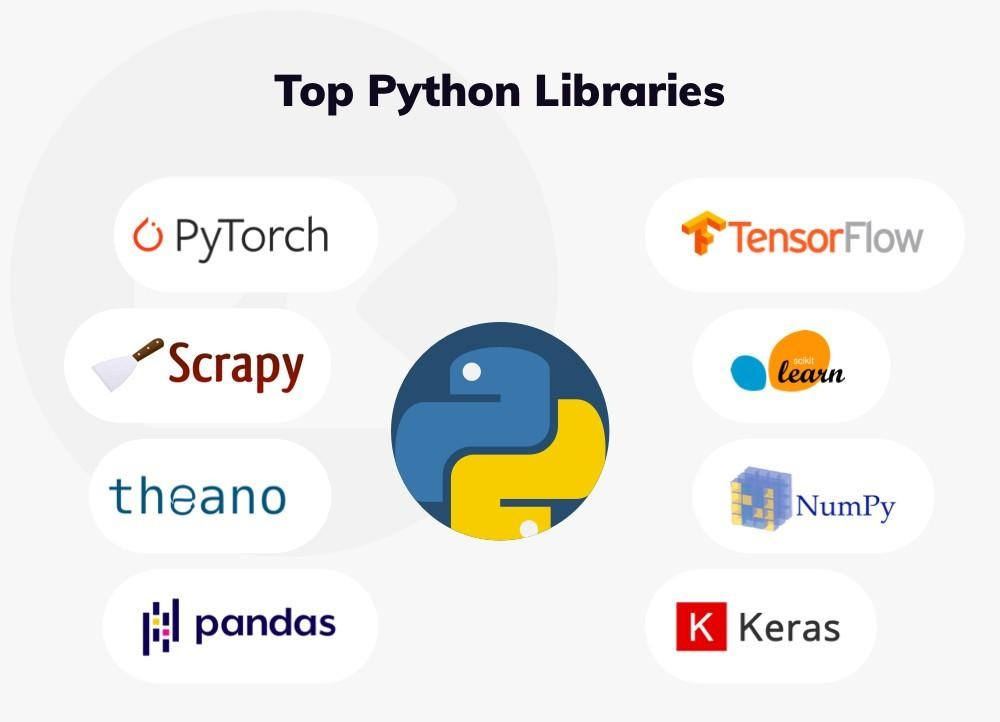 Top Python Libraries
PyTorch
TensorFlow
Scrapy
scikit
learn
theano
NumPy
pandas
K Keras